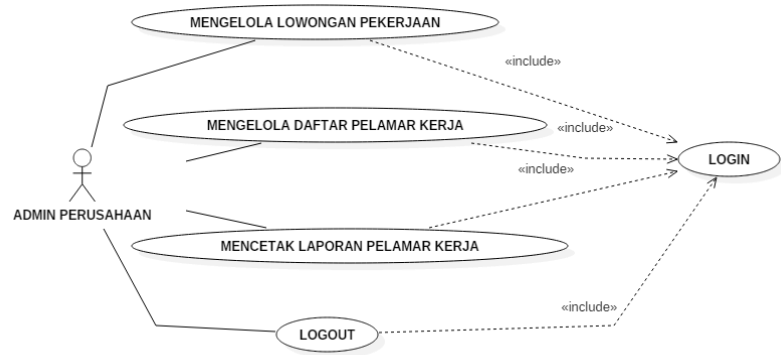 MENGELOLA LOWONGAN PEKERJAAN
«include»
MENGELOLA DAFTAR PELAMAR KERJA
«include»
LOGIN
«include»
ADMIN PERUSAHAAN
MENCETAK LAPORAN PELAMAR KERJA
«include»
LOGOUT